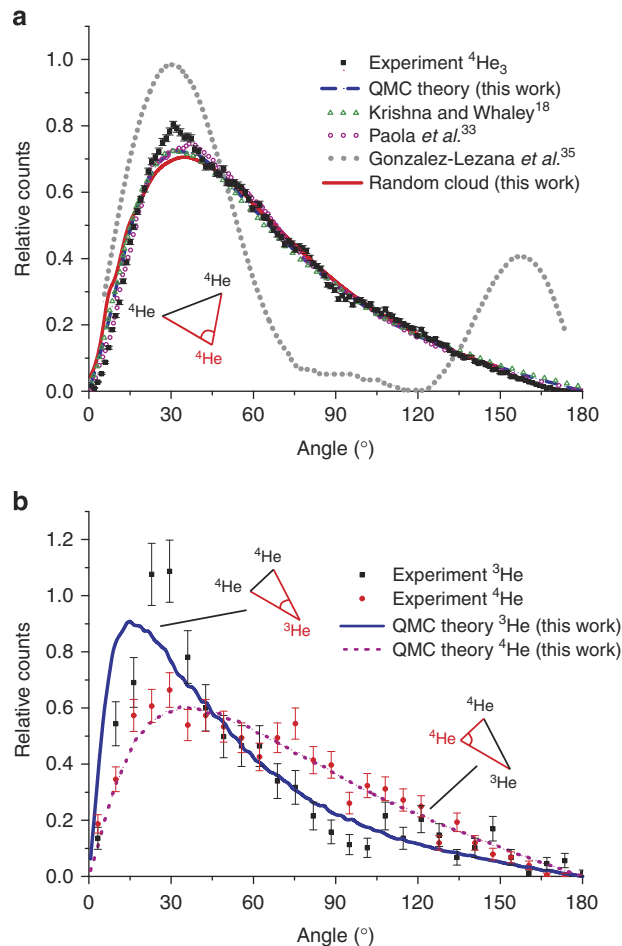 a
1.0
0.8
0.6
0.4
0.2
0.0
Relative counts
Experiment ⁴He₃
QMC theory (this work)
Krishna and Whaley¹⁸
Paola et al.³³
Gonzalez-Lezana et al.³⁵
Random cloud (this work)
⁴He
⁴He
⁴He
0 30 60 90 120 150 180
Angle (°)
b
1.2
1.0
0.8
0.6
0.4
0.2
0.0
Relative counts
⁴He
⁴He
³He
Experiment ³He
Experiment ⁴He
QMC theory ³He (this work)
QMC theory ⁴He (this work)
⁴He
⁴He
³He
0 30 60 90 120 150 180
Angle (°)